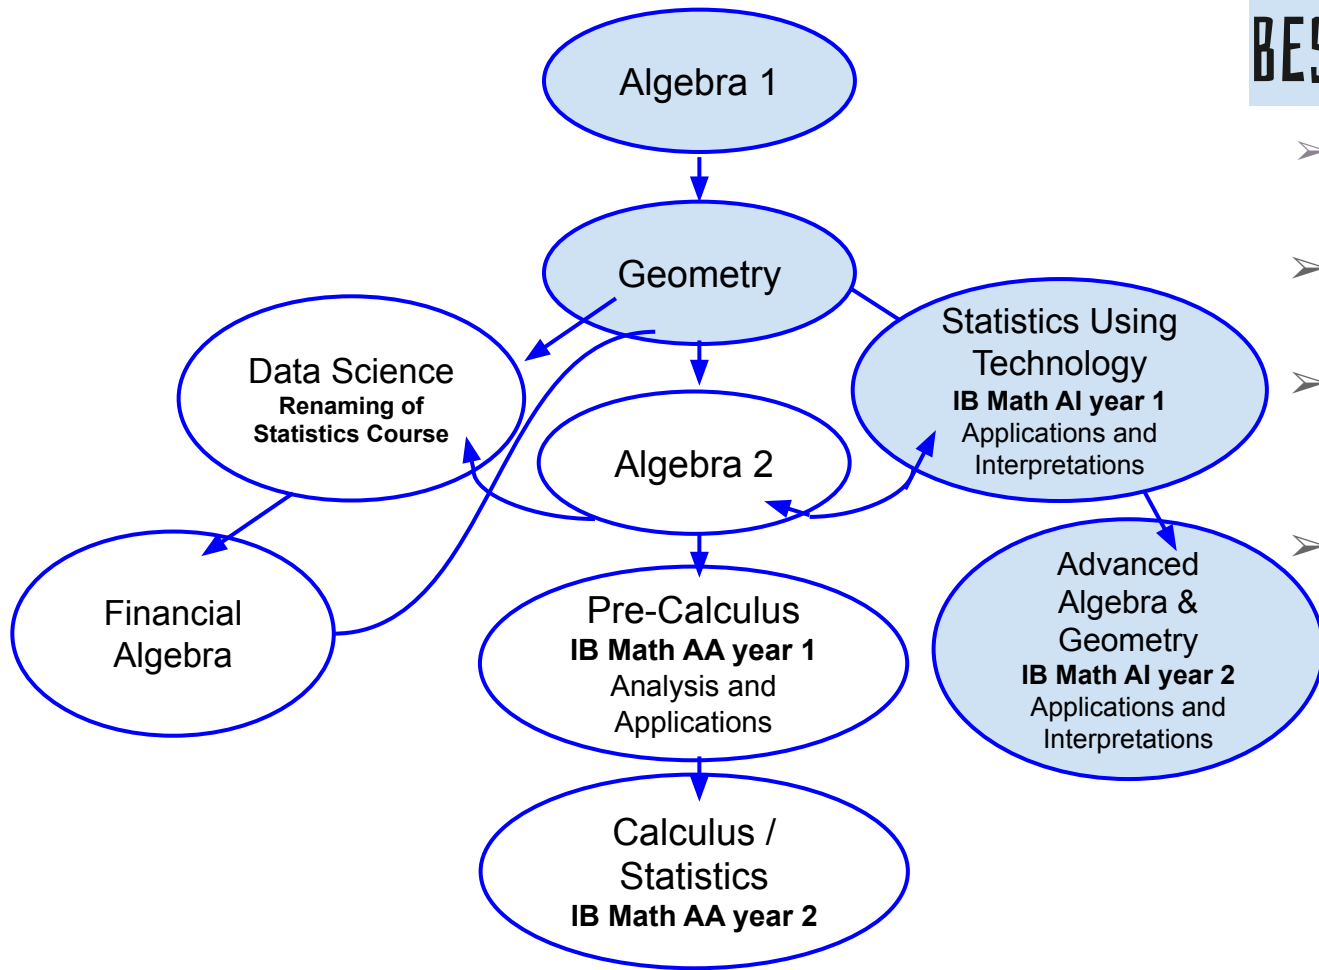 Algebra 1
BES
Geometry
Statistics Using
Technology
IB Math AI year 1
Applications and
Interpretations
Data Science
Renaming of
Statistics Course
Algebra 2
Financial
Algebra
Pre-Calculus
IB Math AA year 1
Analysis and
Applications
Advanced
Algebra &
Geometry
IB Math AI year 2
Applications and
Interpretations
Calculus /
Statistics
IB Math AA year 2